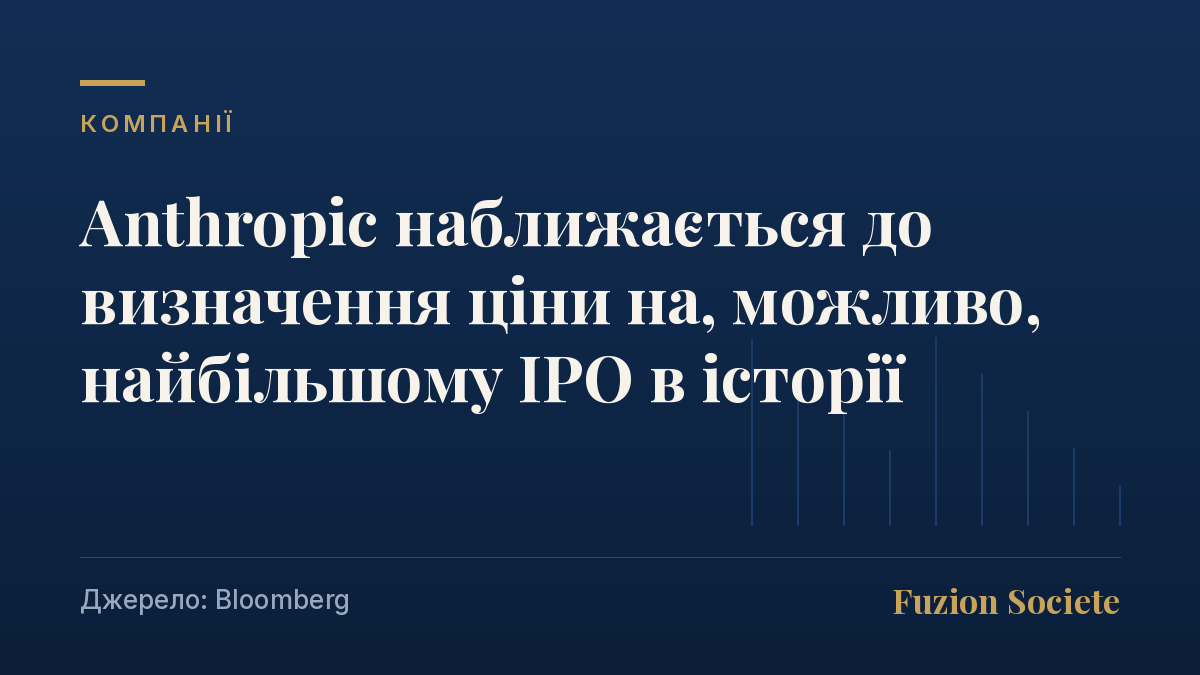 КОМПАНІЇ
Anthropic наближається до
визначення ціни на, можливо,
найбільшому IPO в історії
Джерело: Bloomberg
Fuzion Societe